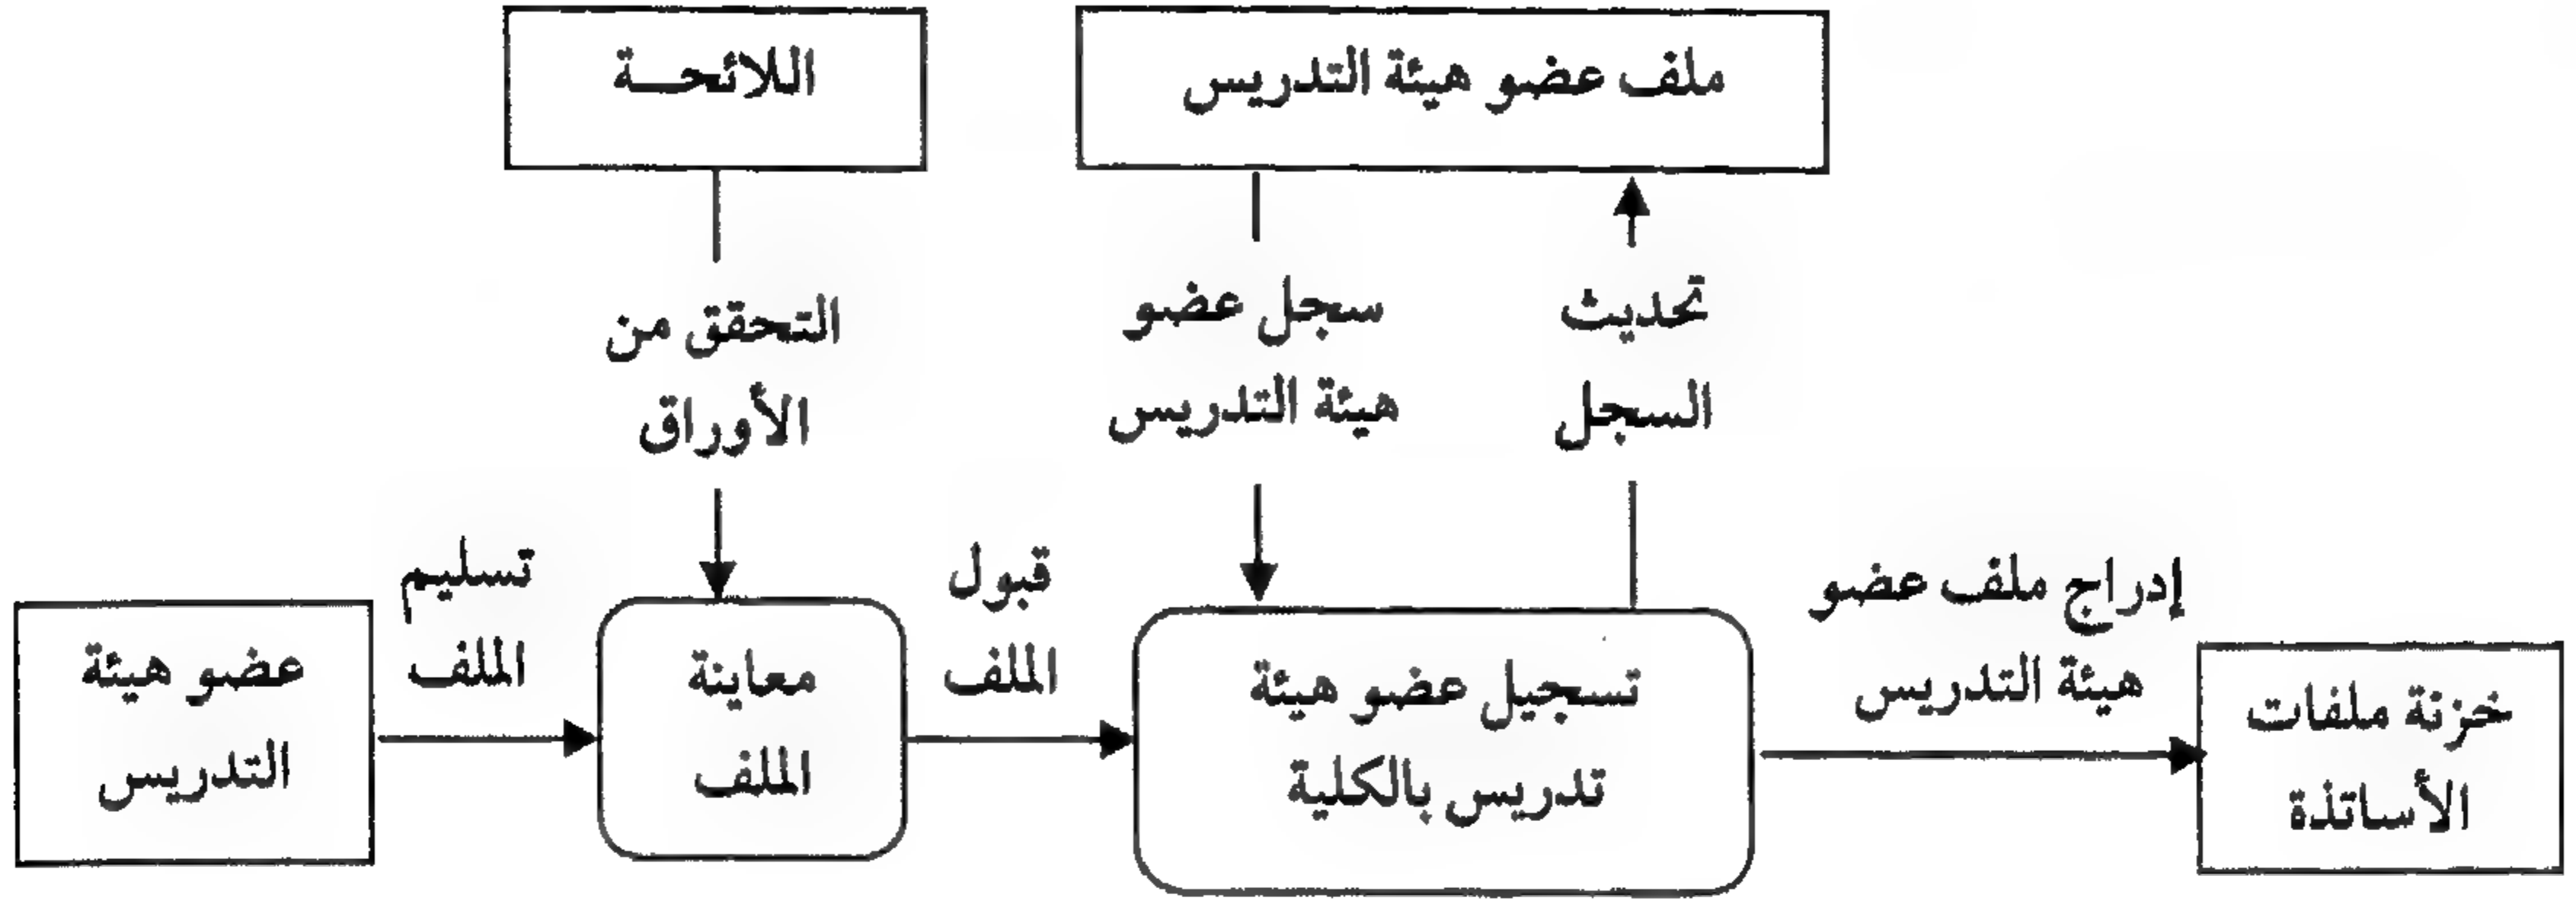 اللائحـــة
ملف عضو هيئة التدريس
التحقق من
الأوراق
سجل عضو
هيئة التدريس
تحديث
السجل
عضو هيئة
التدريس
تسليم
الملف
معاينة
الملف
قبول
الملف
تسجيل عضو هيئة
تدريس بالكلية
إدراج ملف عضو
هيئة التدريس
خزنة ملفات
الأساتذة